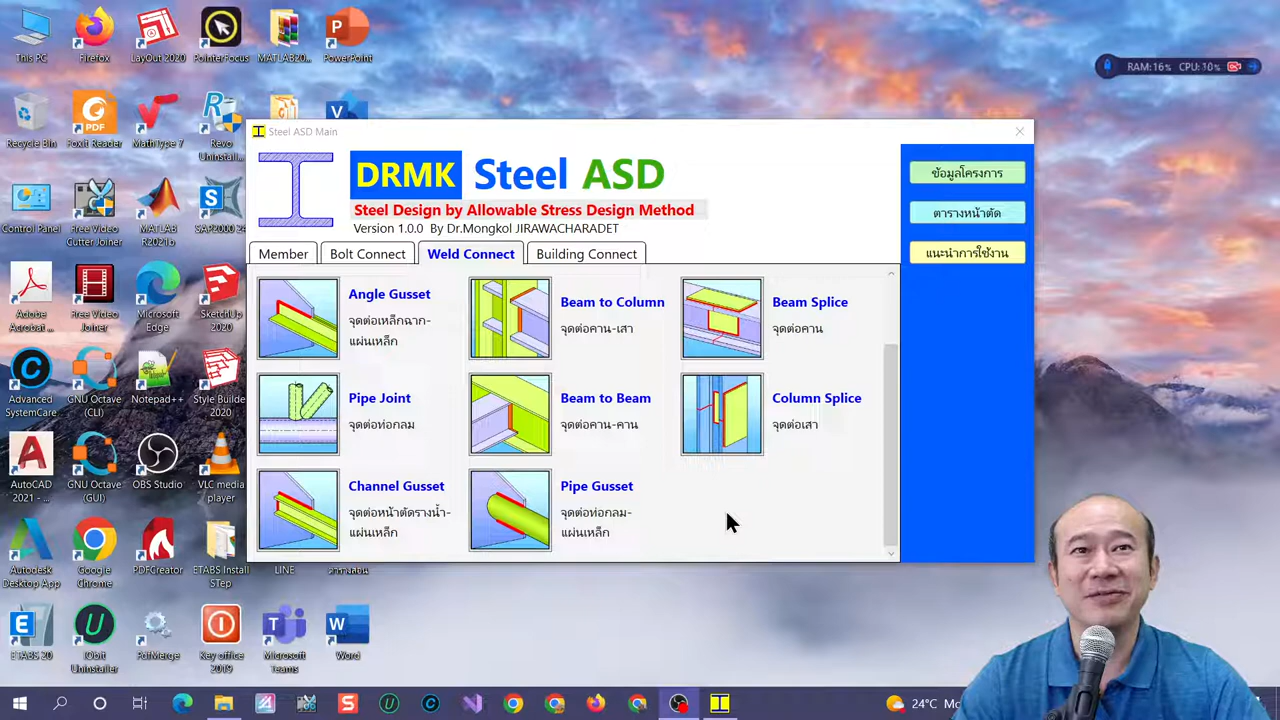 This PC
Firefox
LayOut 2020
PointerFocus
MATLAB20...
PowerPoint
RAM:16% CPU:10%
Recycle Bin
Foxit Reader
MathType 7
Revo
Uninstall...
Control Panel
Free Video
Cutter Joiner
MATLAB
R2021b
SAP2000 24
Adobe
Acrobat ...
Free Video
Joiner
Microsoft
Edge
SketchUp
2020
Advanced
SystemCare
GNU Octave
(CLI)
Notepad++
Style Builder
2020
AutoCAD
2021 - ...
GNU Octave
(GUI)
OBS Studio
VLC media
player
Autodesk
Desktop App
Google
Chrome
PDFCreator
ETABS.Install
STep
LINE
ETABS 20
IObit
Uninstaller
PdfMerge
Key office
2019
Microsoft
Teams
Word
Steel ASD Main
DRMK Steel ASD
Steel Design by Allowable Stress Design Method
Version 1.0.0 By Dr.Mongkol JIRAWACHARADET
ข้อมูลโครงการ
ตารางหน้าตัด
แนะนำการใช้งาน
Member
Bolt Connect
Weld Connect
Building Connect
Angle Gusset
จุดต่อเหล็กฉาก-
แผ่นเหล็ก
Beam to Column
จุดต่อคาน-เสา
Beam Splice
จุดต่อคาน
Pipe Joint
จุดต่อท่อกลม
Beam to Beam
จุดต่อคาน-คาน
Column Splice
จุดต่อเสา
Channel Gusset
จุดต่อหน้าตัดรางน้ำ-
แผ่นเหล็ก
Pipe Gusset
จุดต่อท่อกลม-
แผ่นเหล็ก
24°C